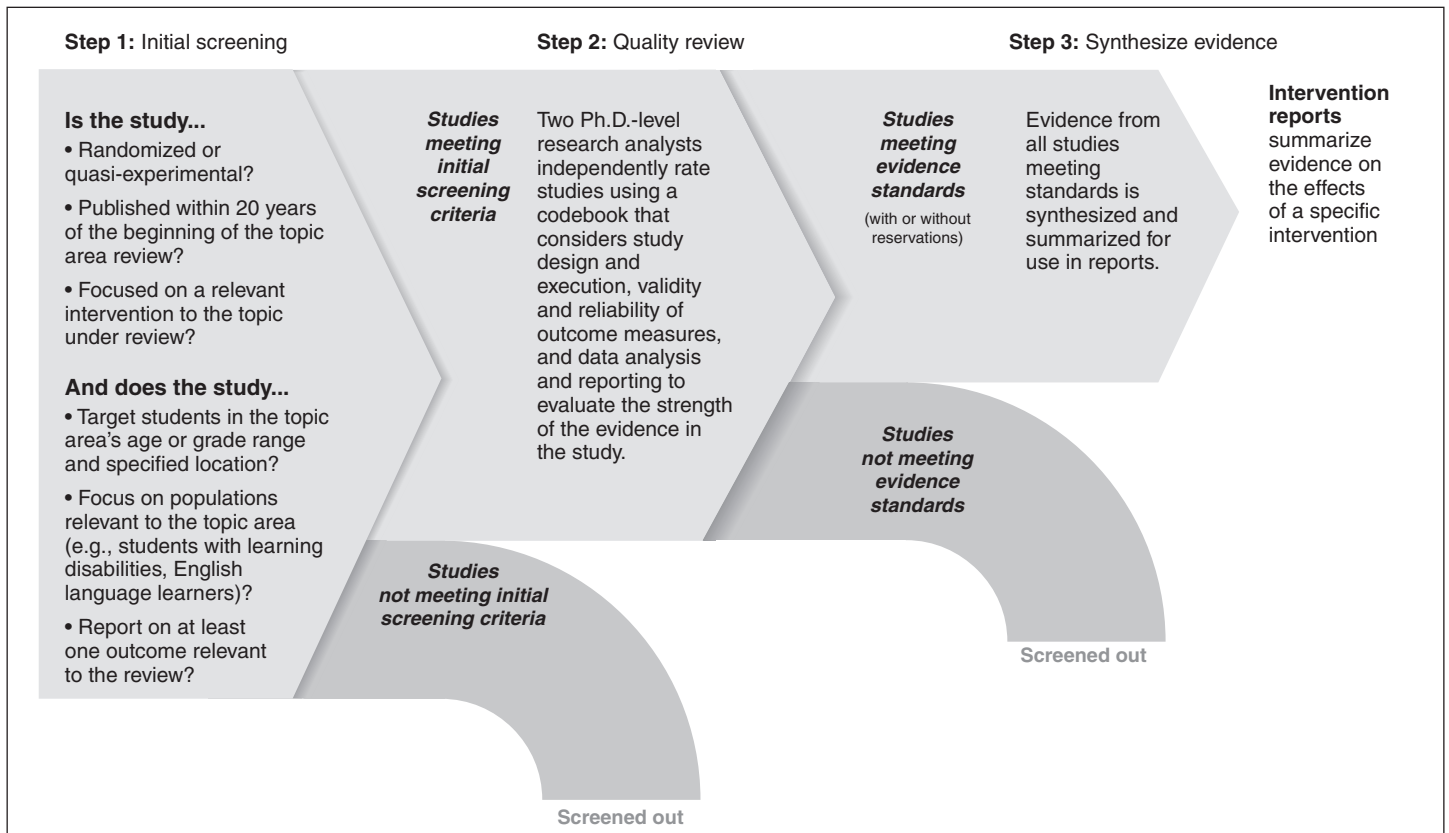 Step 1: Initial screening
Is the study...
• Randomized or
quasi-experimental?
• Published within 20 years
of the beginning of the topic
area review?
• Focused on a relevant
intervention to the topic
under review?
And does the study...
• Target students in the topic
area’s age or grade range
and specified location?
• Focus on populations
relevant to the topic area
(e.g., students with learning
disabilities, English
language learners)?
• Report on at least
one outcome relevant
to the review?
Studies
not meeting initial
screening criteria
Screened out
Step 2: Quality review
Studies
meeting
initial
screening
criteria
Two Ph.D.-level
research analysts
independently rate
studies using a
codebook that
considers study
design and
execution, validity
and reliability of
outcome measures,
and data analysis
and reporting to
evaluate the strength
of the evidence in
the study.
Studies
not meeting
evidence
standards
Screened out
Step 3: Synthesize evidence
Studies
meeting
evidence
standards
(with or without
reservations)
Evidence from
all studies
meeting
standards is
synthesized and
summarized for
use in reports.
Intervention
reports
summarize
evidence on
the effects
of a specific
intervention